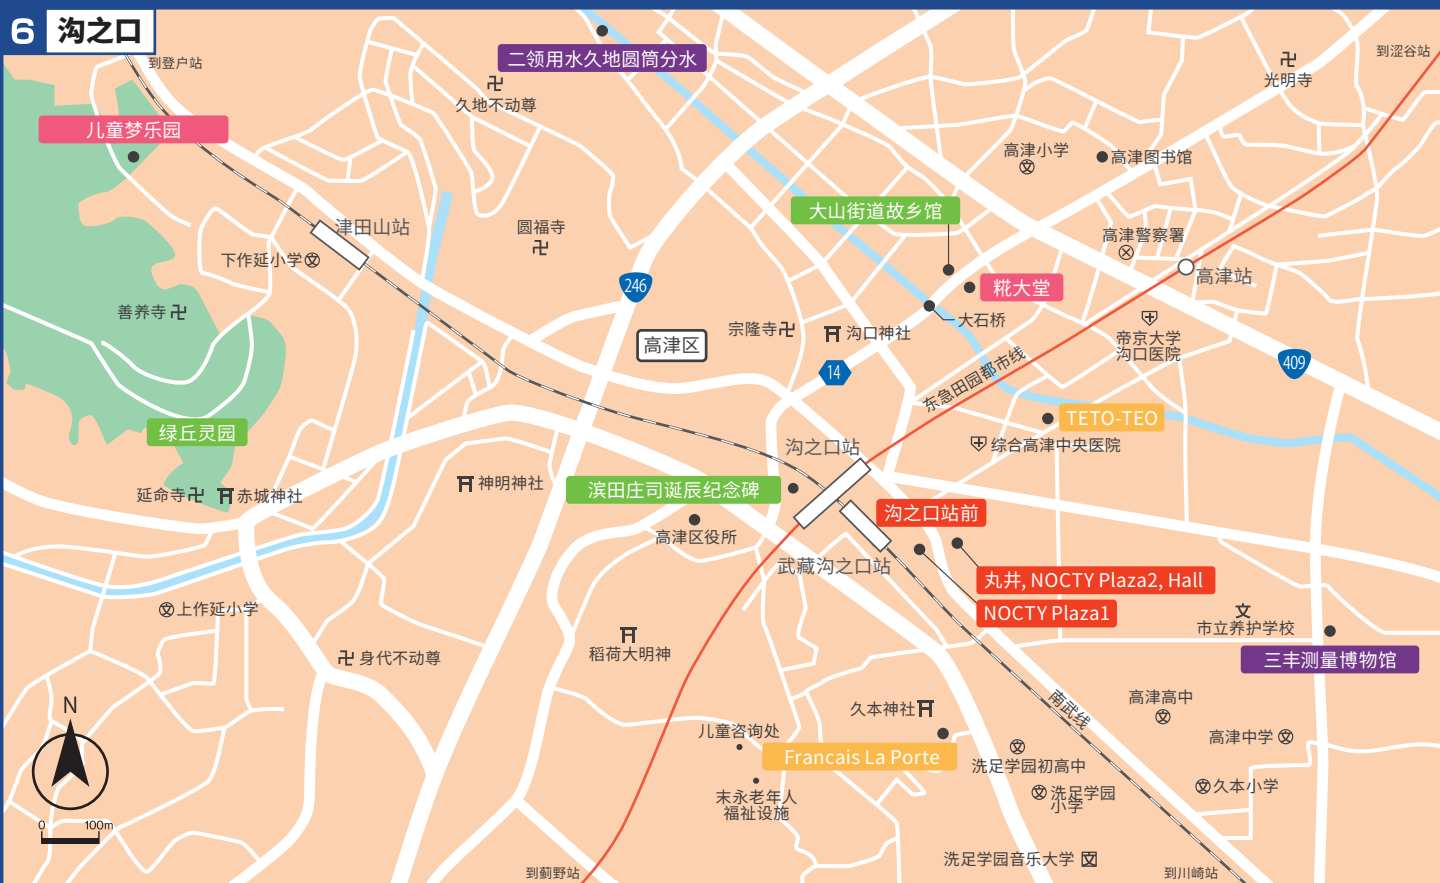 6 沟之口
到登户站
二领用水久地圆筒分水
久地不动尊
光明寺
到涩谷站
儿童梦乐园
高津小学
高津图书馆
大山街道故乡馆
圆福寺
津田山站
下作延小学
高津警察署
高津站
246
糀大堂
善养寺
宗隆寺
沟口神社
大石桥
高津区
帝京大学
沟口医院
409
14
东急田园都市线
TETO-TEO
绿丘灵园
沟之口站
综合高津中央医院
延命寺
赤城神社
神明神社
滨田庄司诞辰纪念碑
沟之口站前
高津区役所
武藏沟之口站
丸井, NOCTY Plaza2, Hall
NOCTY Plaza1
上作延小学
市立养护学校
身代不动尊
稻荷大明神
三丰测量博物馆
N
久本神社
南武线
高津高中
儿童咨询处
高津中学
Francais La Porte
洗足学园初高中
末永老年人
福祉设施
洗足学园
小学
久本小学
0 100m
洗足学园音乐大学
到蓟野站
到川崎站